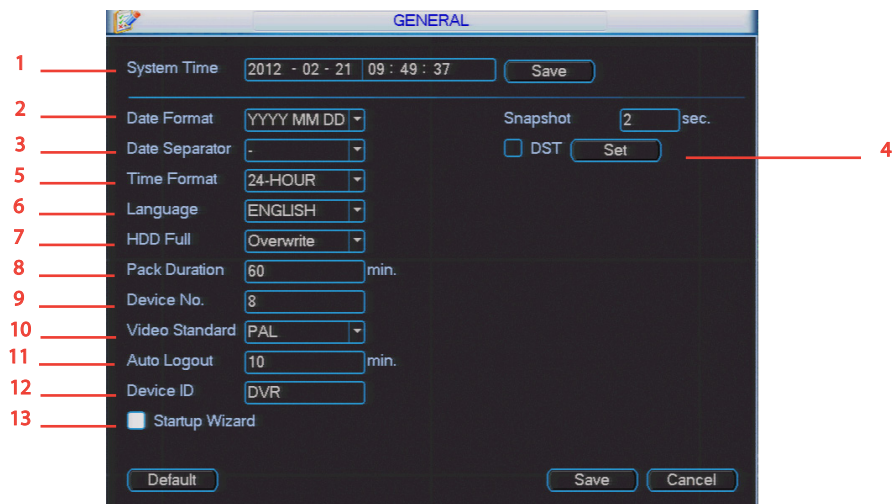 GENERAL
1 System Time 2012 - 02 - 21 09 : 49 : 37 Save
2 Date Format YYYY MM DD Snapshot 2 sec.
3 Date Separator - DST Set 4
5 Time Format 24-HOUR
6 Language ENGLISH
7 HDD Full Overwrite
8 Pack Duration 60 min.
9 Device No. 8
10 Video Standard PAL
11 Auto Logout 10 min.
12 Device ID DVR
13 Startup Wizard
Default Save Cancel